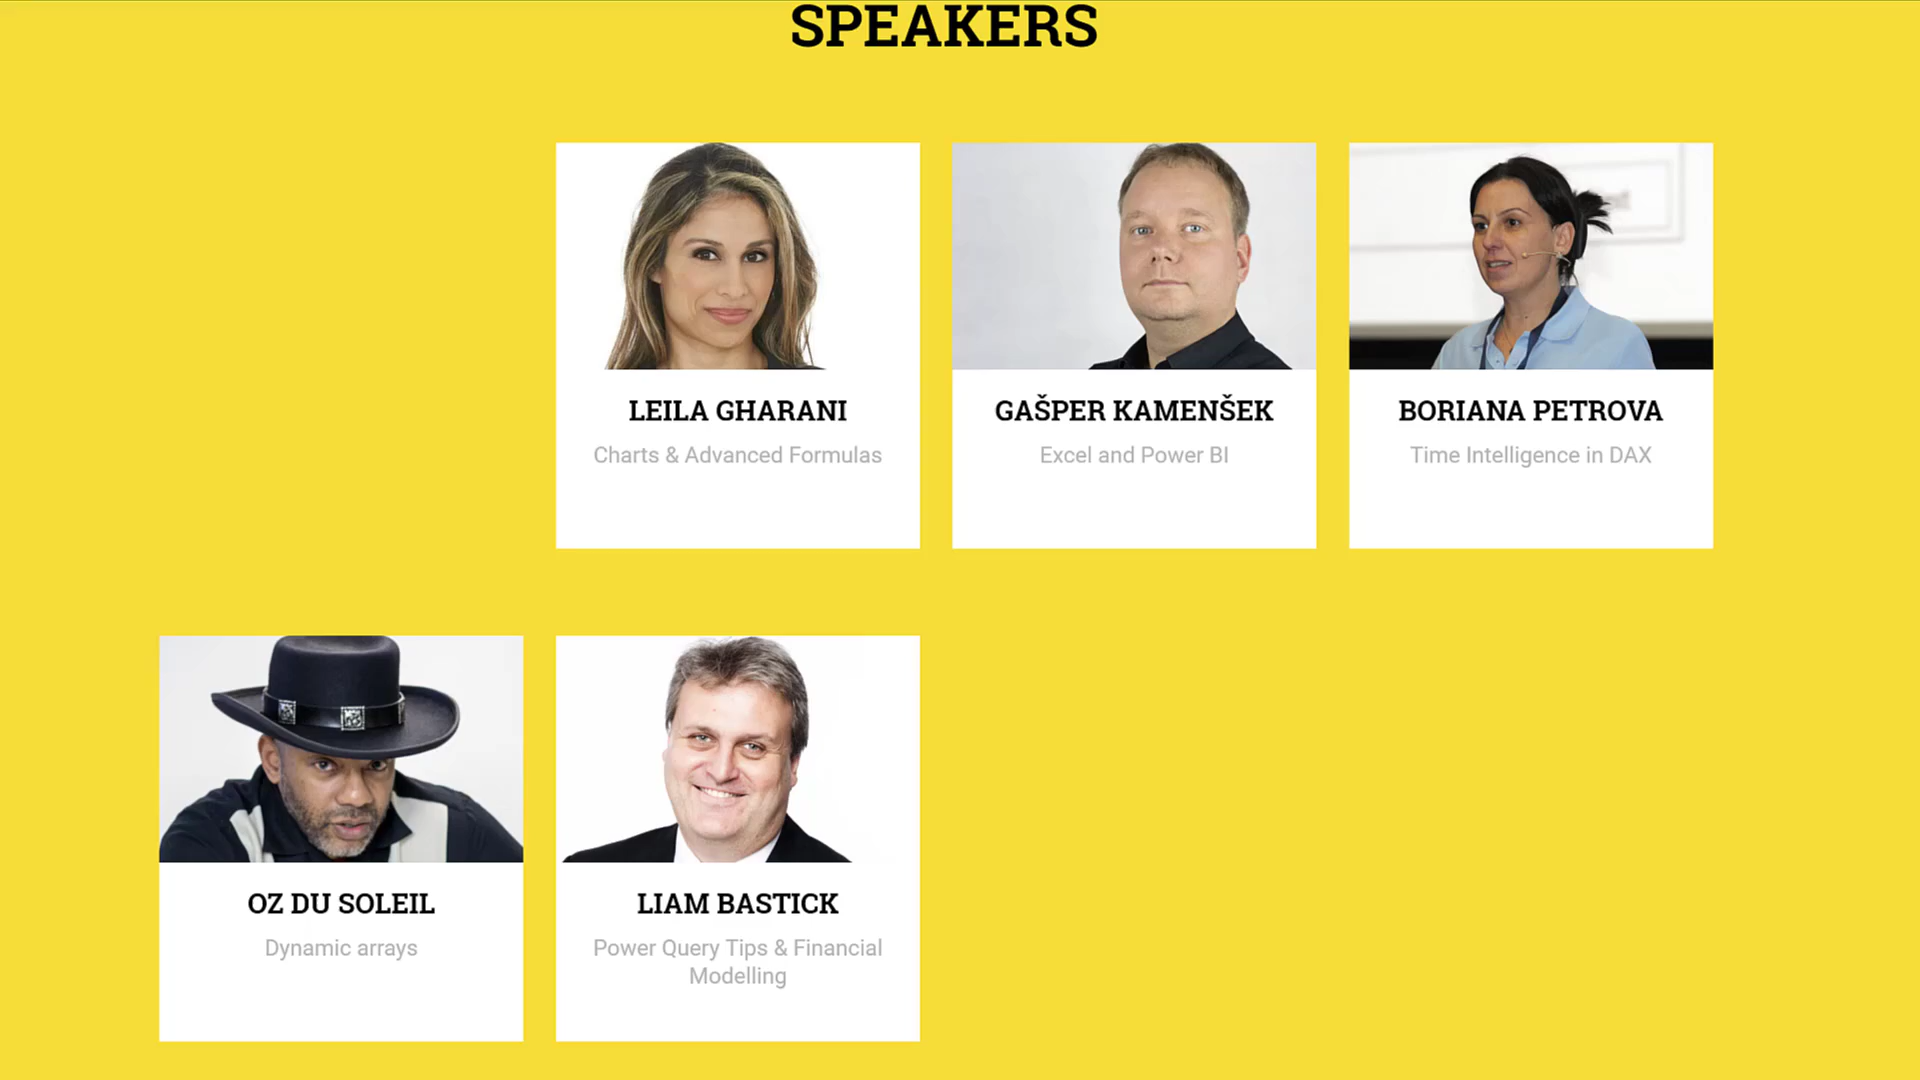 SPEAKERS
LEILA GHARANI
Charts & Advanced Formulas
GAŠPER KAMENŠEK
Excel and Power BI
BORIANA PETROVA
Time Intelligence in DAX
OZ DU SOLEIL
Dynamic arrays
LIAM BASTICK
Power Query Tips & Financial
Modelling